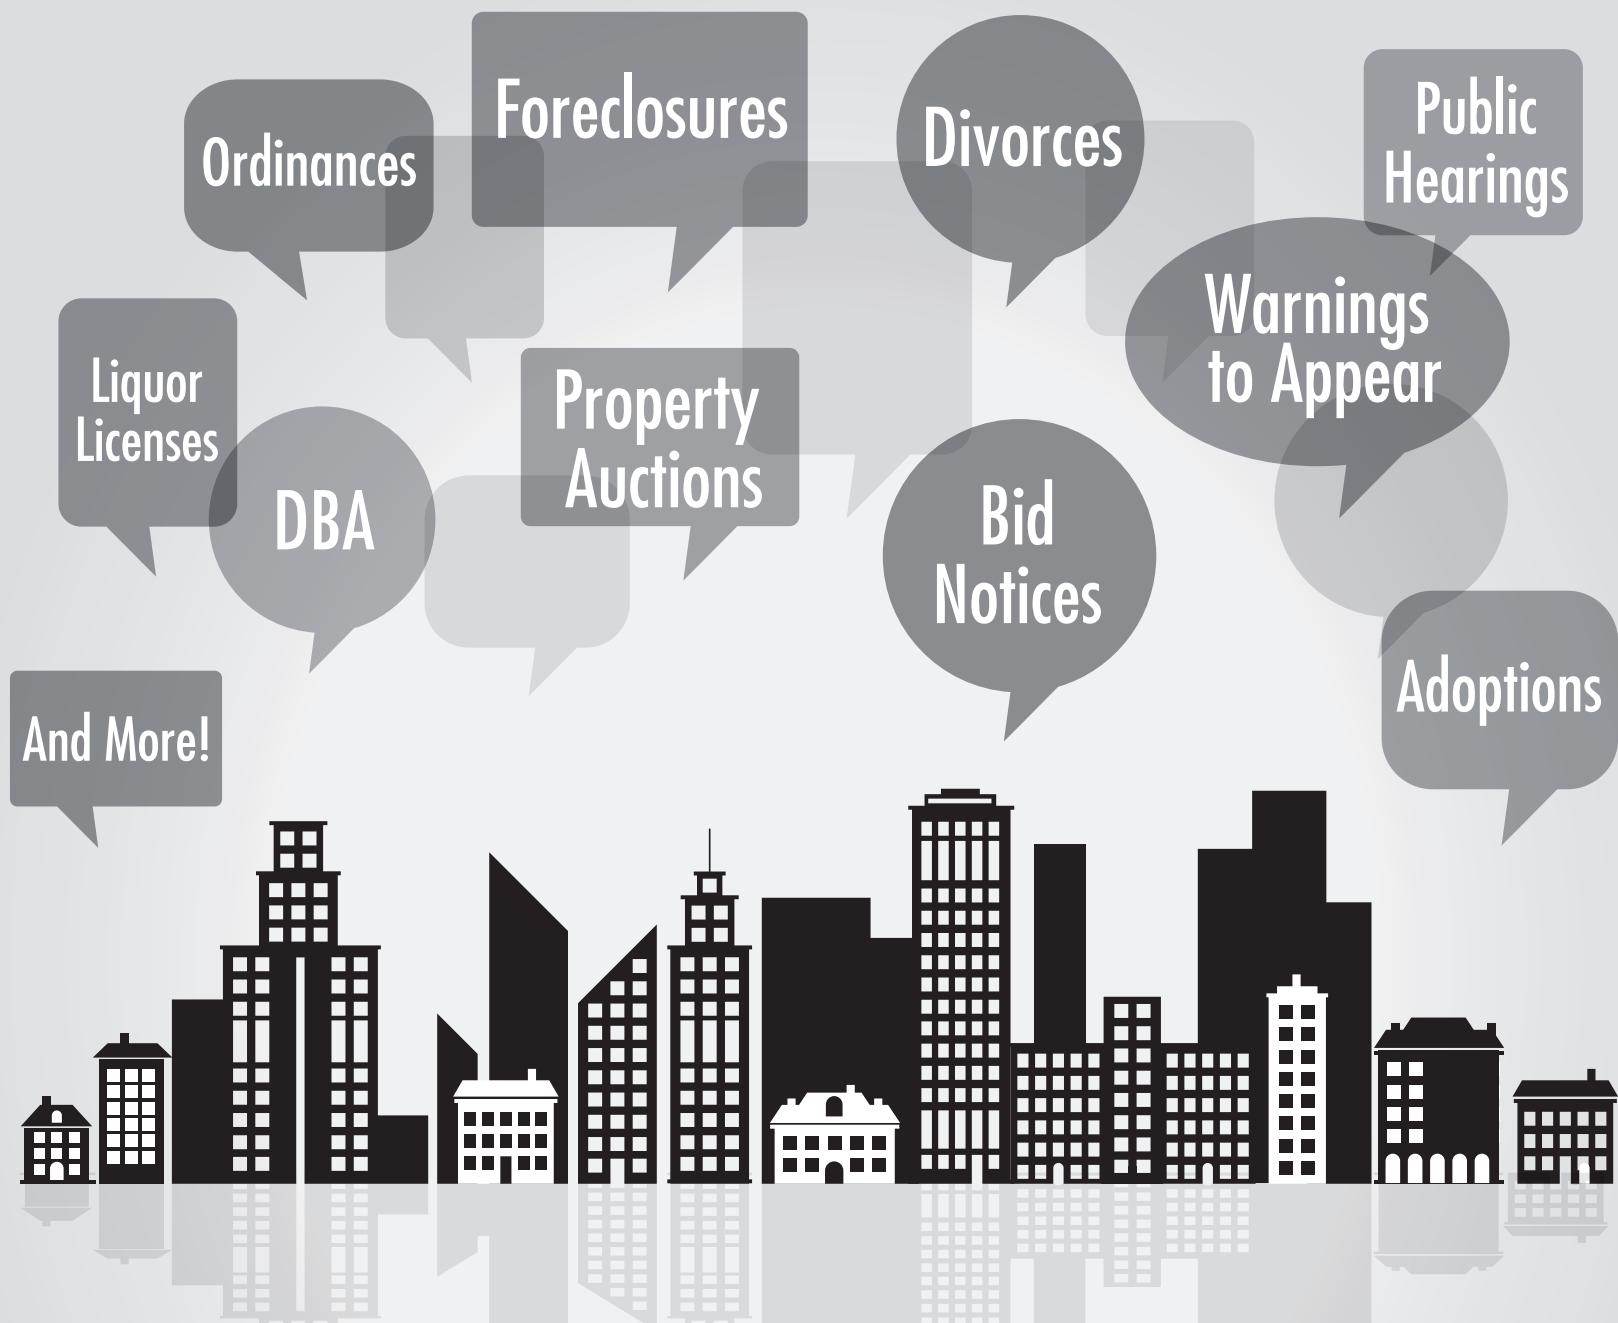 Foreclosures
Ordinances
Divorces
Public
Hearings
Warnings
to Appear
Liquor
Licenses
DBA
Property
Auctions
Bid
Notices
Adoptions
And More!